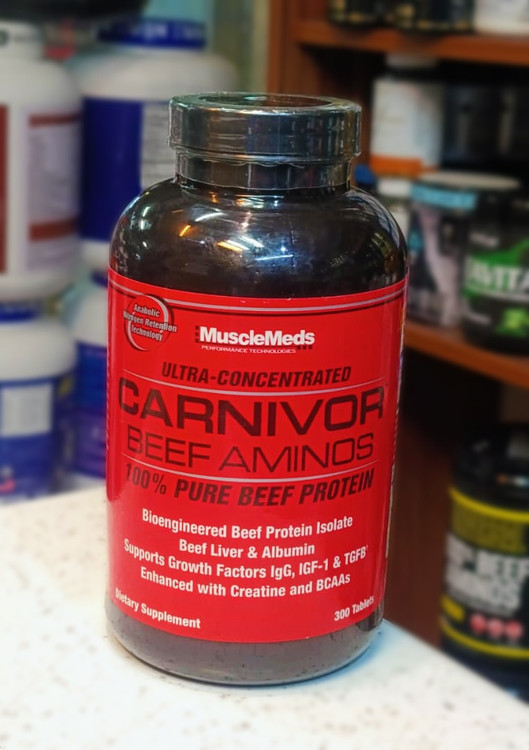 Anabolic
Nitrogen Retention
Technology
MuscleMeds
PERFORMANCE TECHNOLOGIES
ULTRA-CONCENTRATED
CARNIVOR
BEEF AMINOS
100% PURE BEEF PROTEIN
Bioengineered Beef Protein Isolate
Beef Liver & Albumin
Supports Growth Factors IgG, IGF-1 & TGFB
Enhanced with Creatine and BCAAs
Dietary Supplement
300 Tablets